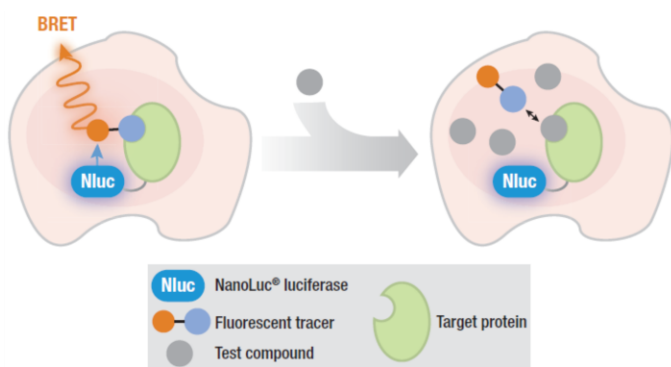 BRET
Nluc
Nluc
Nluc NanoLuc® luciferase
Fluorescent tracer
Target protein
Test compound